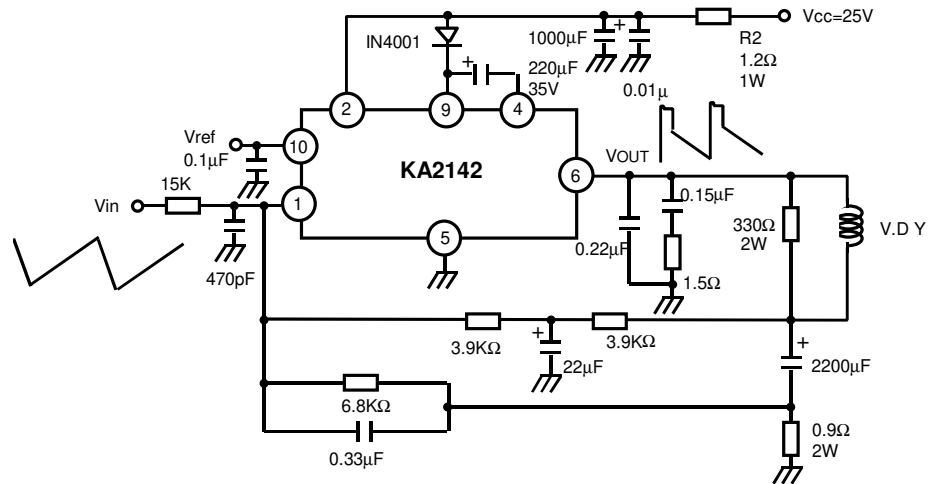 Vcc=25V
IN4001
1000µF
+
R2
1.2Ω
1W
+
220µF
35V
0.01µ
2
9
4
Vref
10
0.1µF
KA2142
VOUT
6
15K
Vin
1
0.15µF
330Ω
2W
V.D Y
0.22µF
5
470pF
1.5Ω
3.9KΩ
+
22µF
3.9KΩ
+
2200µF
6.8KΩ
0.33µF
0.9Ω
2W